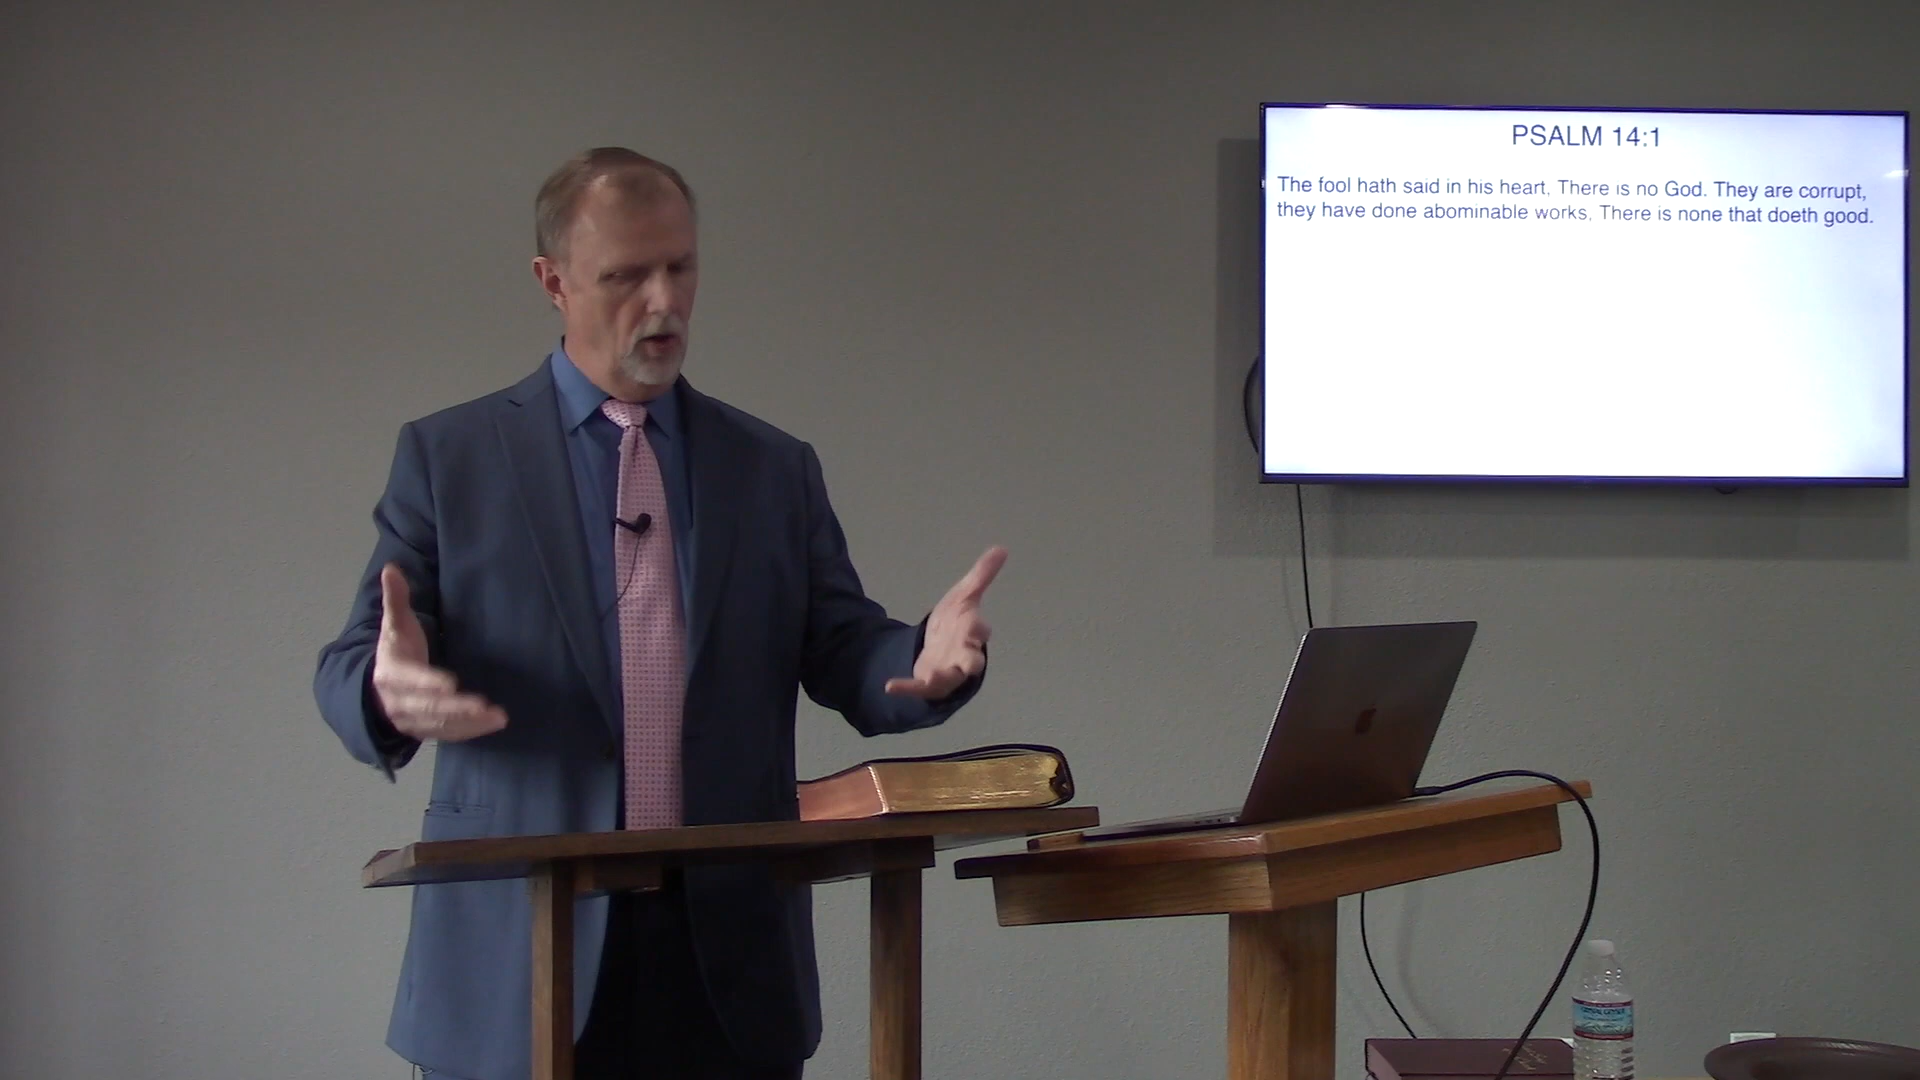 PSALM 14:1
The fool hath said in his heart, There is no God. They are corrupt,
they have done abominable works, There is none that doeth good.